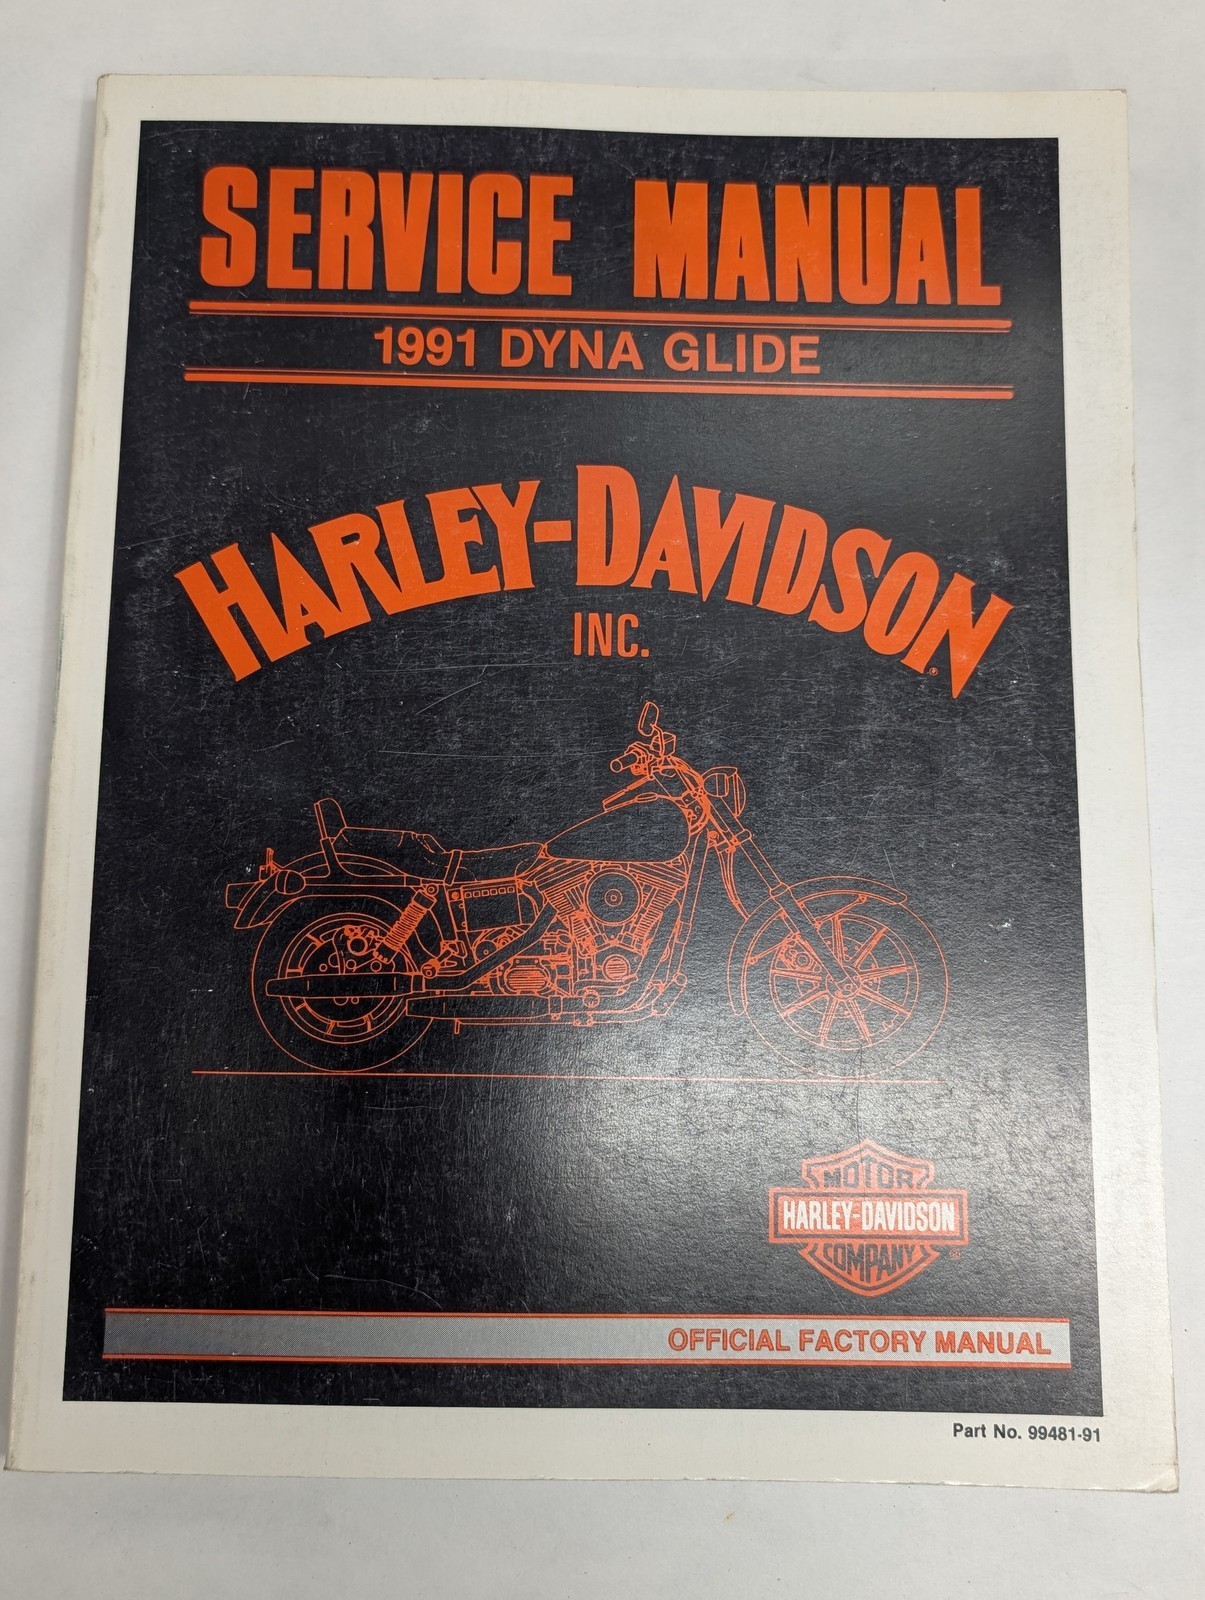 SERVICE MANUAL
1991 DYNA GLIDE
HARLEY-DAVIDSON
INC.
MOTOR
HARLEY-DAVIDSON
COMPANY
OFFICIAL FACTORY MANUAL
Part No. 99481-91